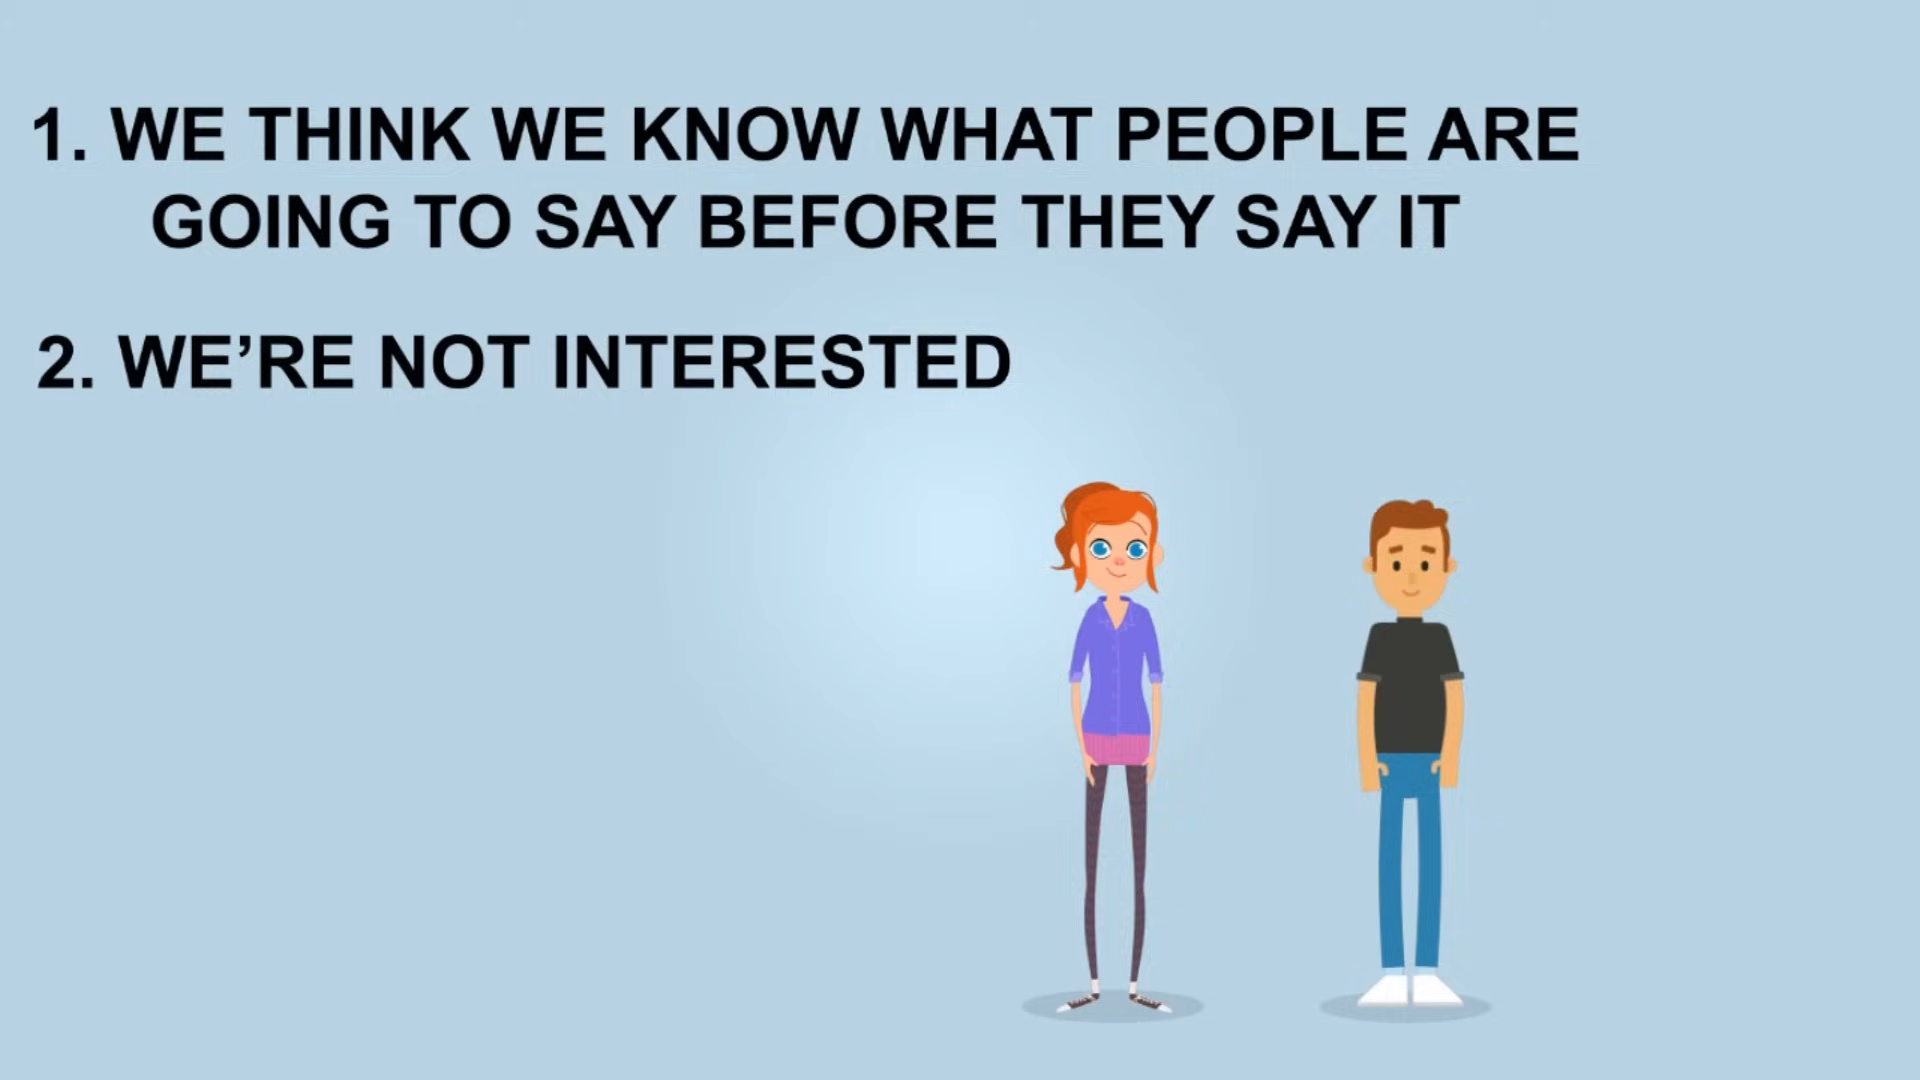 1. WE THINK WE KNOW WHAT PEOPLE ARE
GOING TO SAY BEFORE THEY SAY IT
2. WE’RE NOT INTERESTED